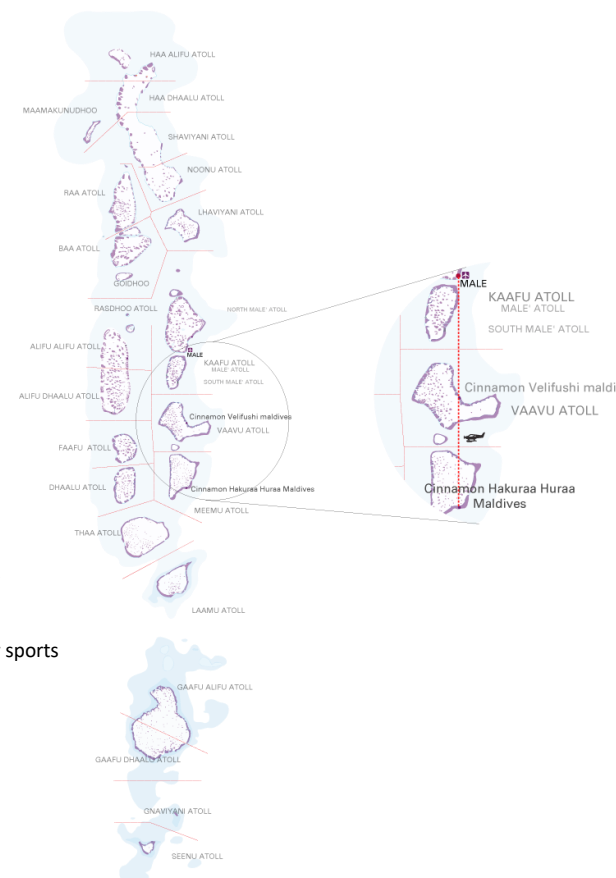 HAA ALIFU ATOLL
HAA DHAALU ATOLL
MAAMAKUNUDHOO
SHAVIYANI ATOLL
NOONU ATOLL
RAA ATOLL
LHAVIYANI ATOLL
BAA ATOLL
GOIDHOO
RASDHOO ATOLL
NORTH MALE' ATOLL
ALIFU ALIFU ATOLL
MALE
KAAFU ATOLL
MALE' ATOLL
SOUTH MALE' ATOLL
ALIFU DHAALU ATOLL
Cinnamon Velifushi maldives
VAAVU ATOLL
FAAFU ATOLL
DHAALU ATOLL
Cinnamon Hakuraa Huraa Maldives
MEEMU ATOLL
THAA ATOLL
LAAMU ATOLL
MALE
KAAFU ATOLL
MALE' ATOLL
SOUTH MALE' ATOLL
Cinnamon Velifushi maldi
VAAVU ATOLL
Cinnamon Hakuraa Huraa
Maldives
sports
GAAFU ALIFU ATOLL
GAAFU DHAALU ATOLL
GNAVIYANI ATOLL
SEENU ATOLL